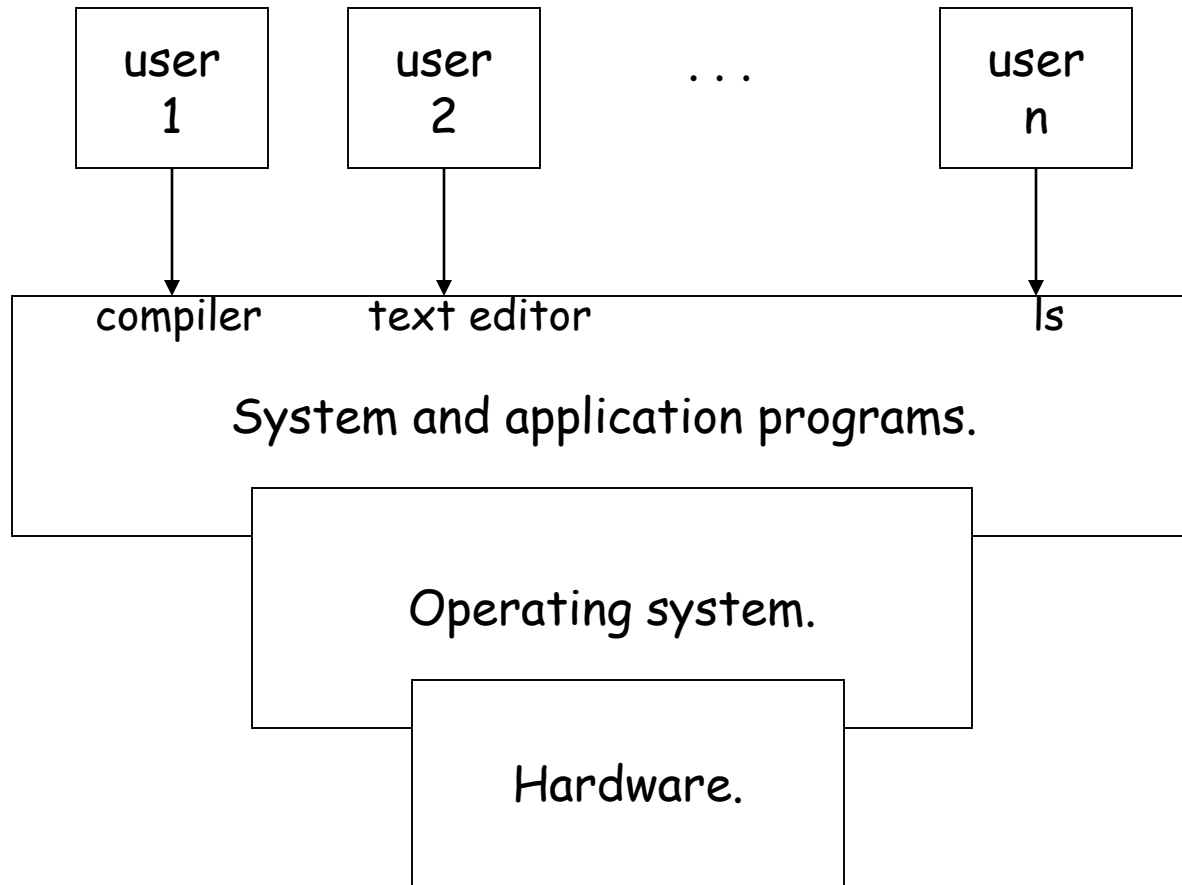 user
1
user
2
. . .
user
n
compiler
text editor
ls
System and application programs.
Operating system.
Hardware.